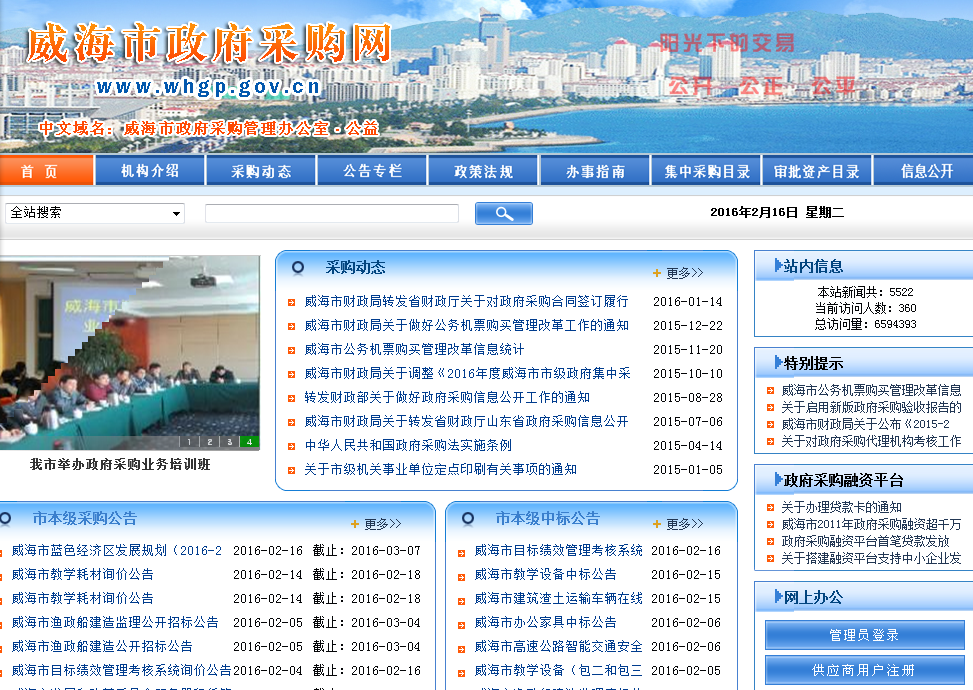 威海市政府采购网
阳光下的交易
www.whgp.gov.cn
公开 公正 公平
中文域名：威海市政府采购管理办公室·公益
首 页 机构介绍 采购动态 公告专栏 政策法规 办事指南 集中采购目录 审批资产目录 信息公开
全站搜索 2016年2月16日 星期二
威海市
1 2 3 4
我市举办政府采购业务培训班
采购动态 更多>>
威海市财政局转发省财政厅关于对政府采购合同签订履行 2016-01-14
威海市财政局关于做好公务机票购买管理改革工作的通知 2015-12-22
威海市公务机票购买管理改革信息统计 2015-11-20
威海市财政局关于调整《2016年度威海市市级政府集中采 2015-10-10
转发财政部关于做好政府采购信息公开工作的通知 2015-08-28
威海市财政局关于转发省财政厅山东省政府采购信息公开 2015-07-06
中华人民共和国政府采购法实施条例 2015-04-14
关于市级机关事业单位定点印刷有关事项的通知 2015-01-05
站内信息
本站新闻共：5522
当前访问人数：360
总访问量：6594393
特别提示
威海市公务机票购买管理改革信息
关于启用新版政府采购验收报告的
威海市财政局关于公布《2015-2
关于对政府采购代理机构考核工作
政府采购融资平台
关于办理贷款卡的通知
威海市2011年政府采购融资超千万
政府采购融资平台首笔贷款发放
关于搭建融资平台支持中小企业发
网上办公
管理员登录
供应商用户注册
市本级采购公告 更多>>
威海市蓝色经济区发展规划（2016-2 2016-02-16 截止：2016-03-07
威海市教学耗材询价公告 2016-02-14 截止：2016-02-18
威海市教学耗材询价公告 2016-02-14 截止：2016-02-18
威海市渔政船建造监理公开招标公告 2016-02-05 截止：2016-03-04
威海市渔政船建造公开招标公告 2016-02-05 截止：2016-03-04
威海市目标绩效管理考核系统询价公告 2016-02-04 截止：2016-02-16
市本级中标公告 更多>>
威海市目标绩效管理考核系统 2016-02-16
威海市教学设备中标公告 2016-02-15
威海市建筑渣土运输车辆在线 2016-02-15
威海市办公家具中标公告 2016-02-06
威海市高速公路智能交通安全 2016-02-06
威海市教学设备（包二和包三 2016-02-05